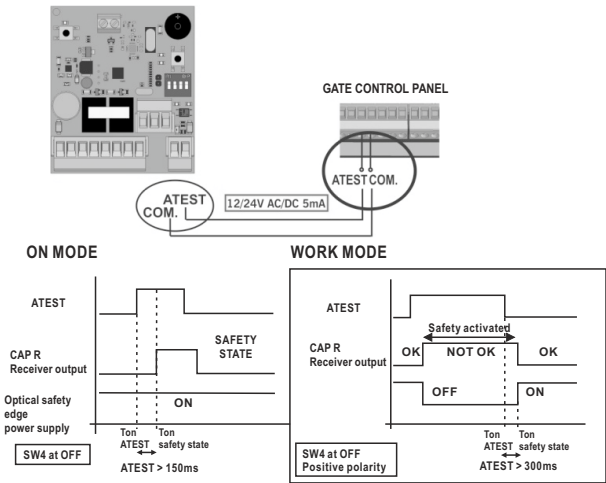 GATE CONTROL PANEL
ATEST COM.
ATEST
COM.
12/24V AC/DC 5mA
ON MODE
ATEST
CAP R
Receiver output
SAFETY
STATE
Optical safety
edge
power supply
ON
Ton
ATEST
Ton
safety state
SW4 at OFF
ATEST > 150ms
WORK MODE
ATEST
Safety activated
CAP R
Receiver output
OK
NOT OK
OK
OFF
ON
Ton
ATEST
Ton
safety state
SW4 at OFF
Positive polarity
ATEST > 300ms